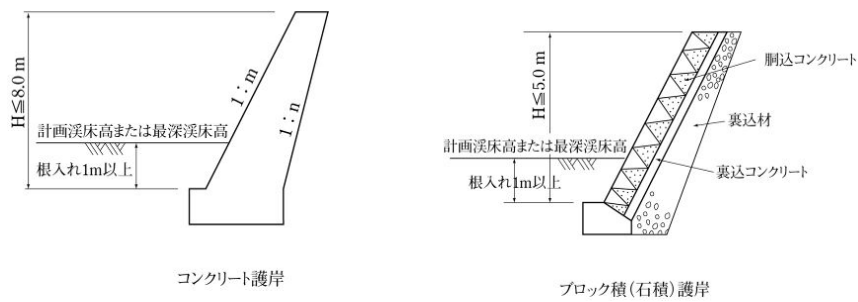 H≦8.0 m
1：m
1：n
計画渓床高または最深渓床高
根入れ1m以上
コンクリート護岸
H≦5.0 m
胴込コンクリート
裏込材
計画渓床高または最深渓床高
根入れ1m以上
裏込コンクリート
ブロック積（石積）護岸